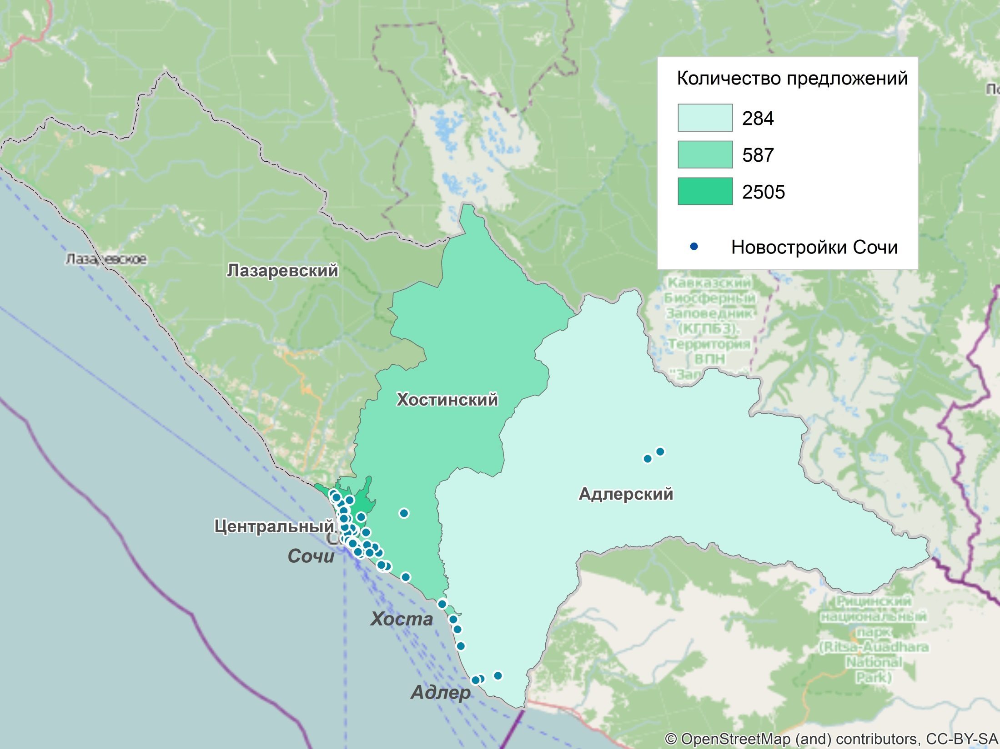 Количество предложений
284
587
2505
Новостройки Сочи
Лазаревское
Лазаревский
Кавказский
Биосферный
Заповедник
(КГПБЗ).
Территория
ВПН
Хостинский
Адлерский
Центральный
Сочи
Хоста
Адлер
Рицинский
национальный
парк
(Ritsa-Auadhara
National
Park)
© OpenStreetMap (and) contributors, CC-BY-SA